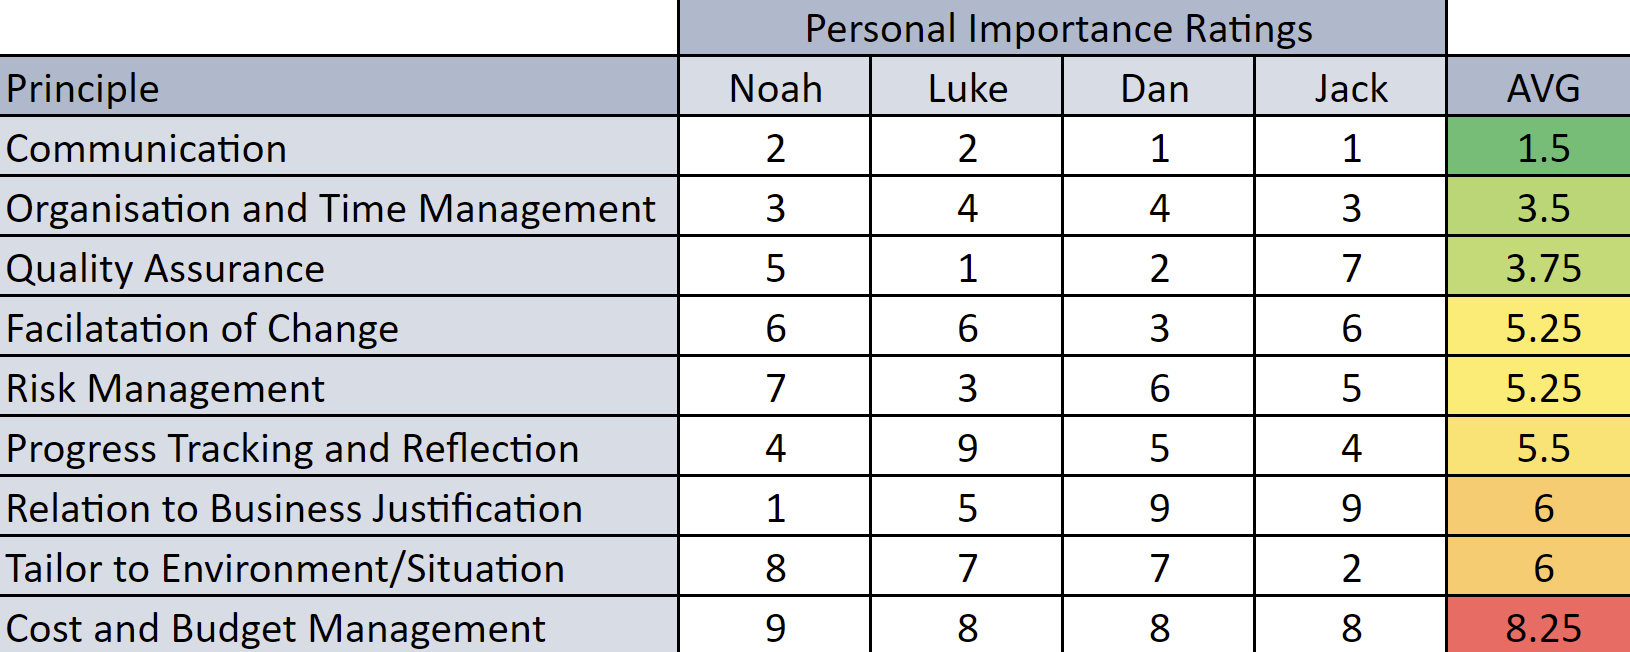 Personal Importance Ratings
Principle Noah Luke Dan Jack AVG
Communication 2 2 1 1 1.5
Organisation and Time Management 3 4 4 3 3.5
Quality Assurance 5 1 2 7 3.75
Facilatation of Change 6 6 3 6 5.25
Risk Management 7 3 6 5 5.25
Progress Tracking and Reflection 4 9 5 4 5.5
Relation to Business Justification 1 5 9 9 6
Tailor to Environment/Situation 8 7 7 2 6
Cost and Budget Management 9 8 8 8 8.25